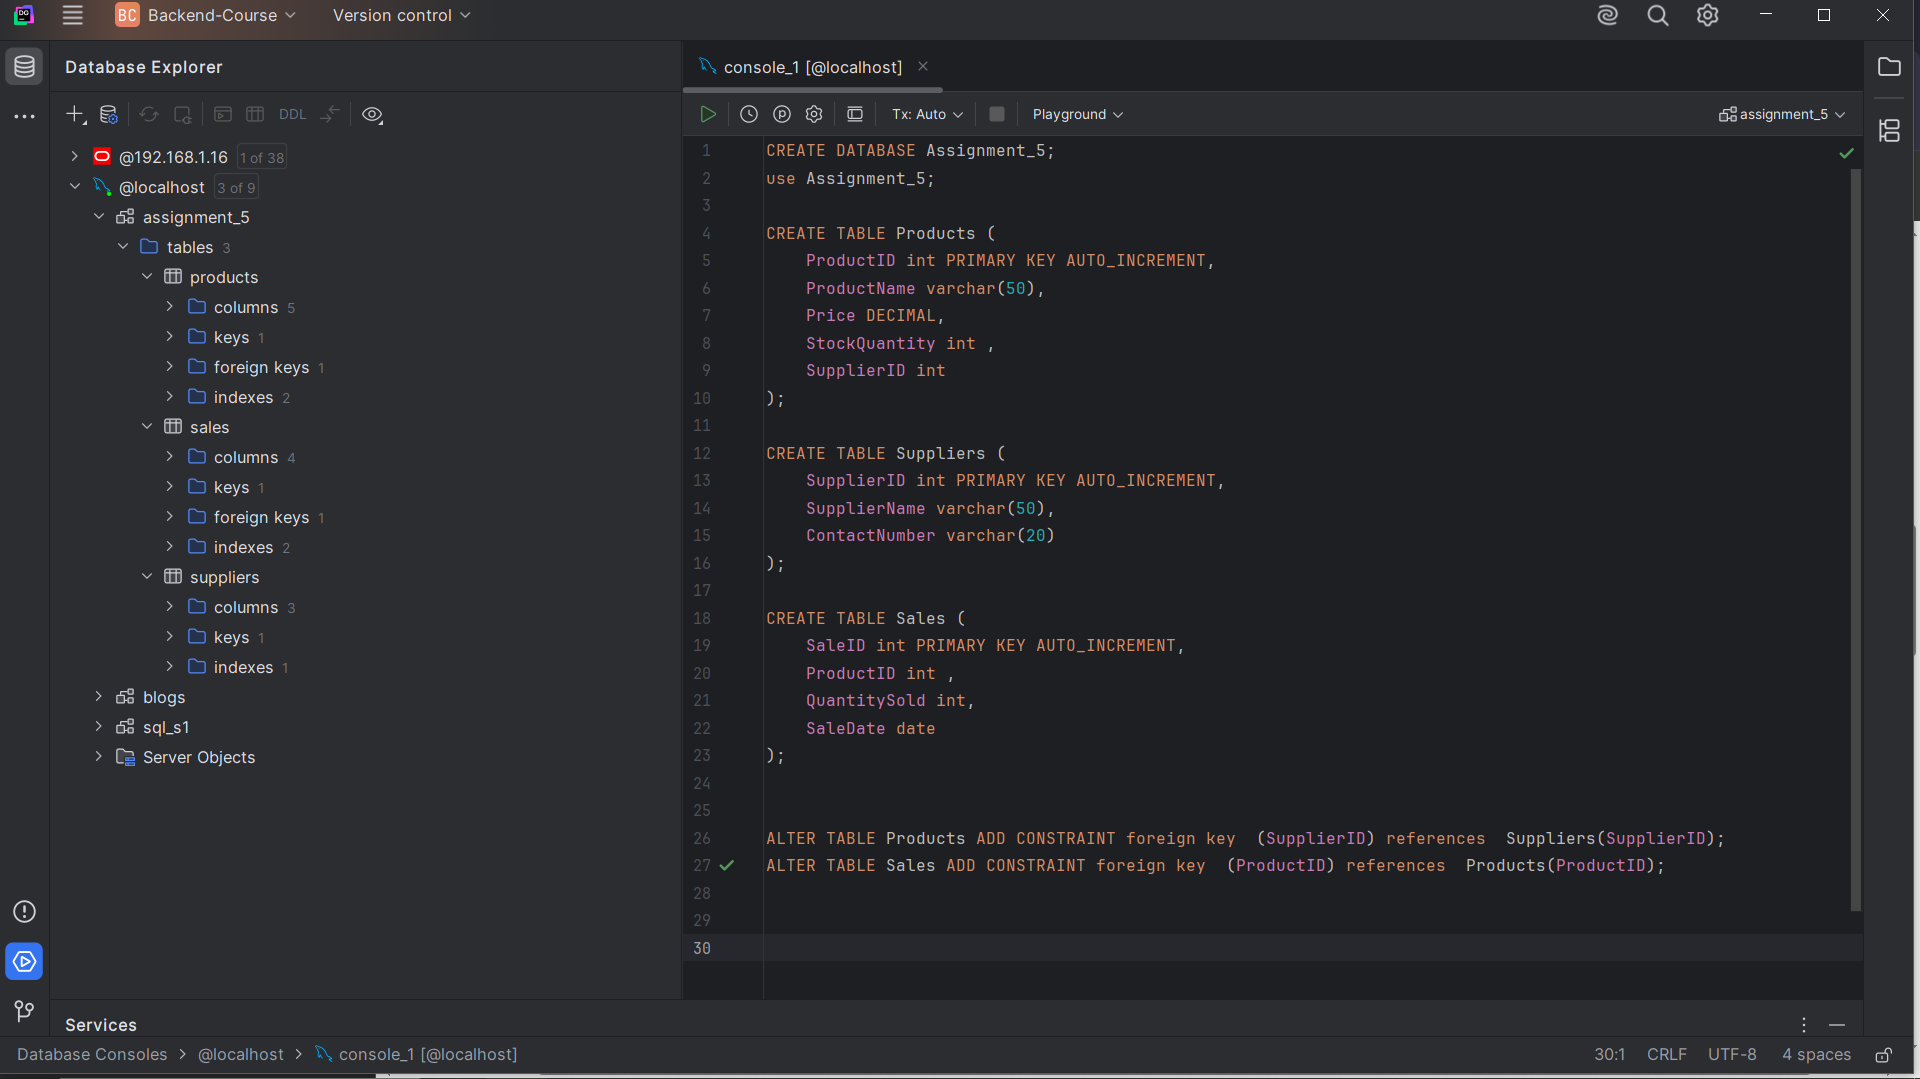 BC Backend-Course Version control
Database Explorer
DDL
@192.168.1.16 1 of 38
@localhost 3 of 9
assignment_5
tables 3
products
columns 5
keys 1
foreign keys 1
indexes 2
sales
columns 4
keys 1
foreign keys 1
indexes 2
suppliers
columns 3
keys 1
indexes 1
blogs
sql_s1
Server Objects
console_1 [@localhost]
Tx: Auto Playground assignment_5
1 CREATE DATABASE Assignment_5;
2 use Assignment_5;
3
4 CREATE TABLE Products (
5 ProductID int PRIMARY KEY AUTO_INCREMENT,
6 ProductName varchar(50),
7 Price DECIMAL,
8 StockQuantity int ,
9 SupplierID int
10 );
11
12 CREATE TABLE Suppliers (
13 SupplierID int PRIMARY KEY AUTO_INCREMENT,
14 SupplierName varchar(50),
15 ContactNumber varchar(20)
16 );
17
18 CREATE TABLE Sales (
19 SaleID int PRIMARY KEY AUTO_INCREMENT,
20 ProductID int ,
21 QuantitySold int,
22 SaleDate date
23 );
24
25
26 ALTER TABLE Products ADD CONSTRAINT foreign key  (SupplierID) references  Suppliers(SupplierID);
27 ALTER TABLE Sales ADD CONSTRAINT foreign key  (ProductID) references  Products(ProductID);
28
29
30
Services
Database Consoles > @localhost > console_1 [@localhost] 30:1 CRLF UTF-8 4 spaces